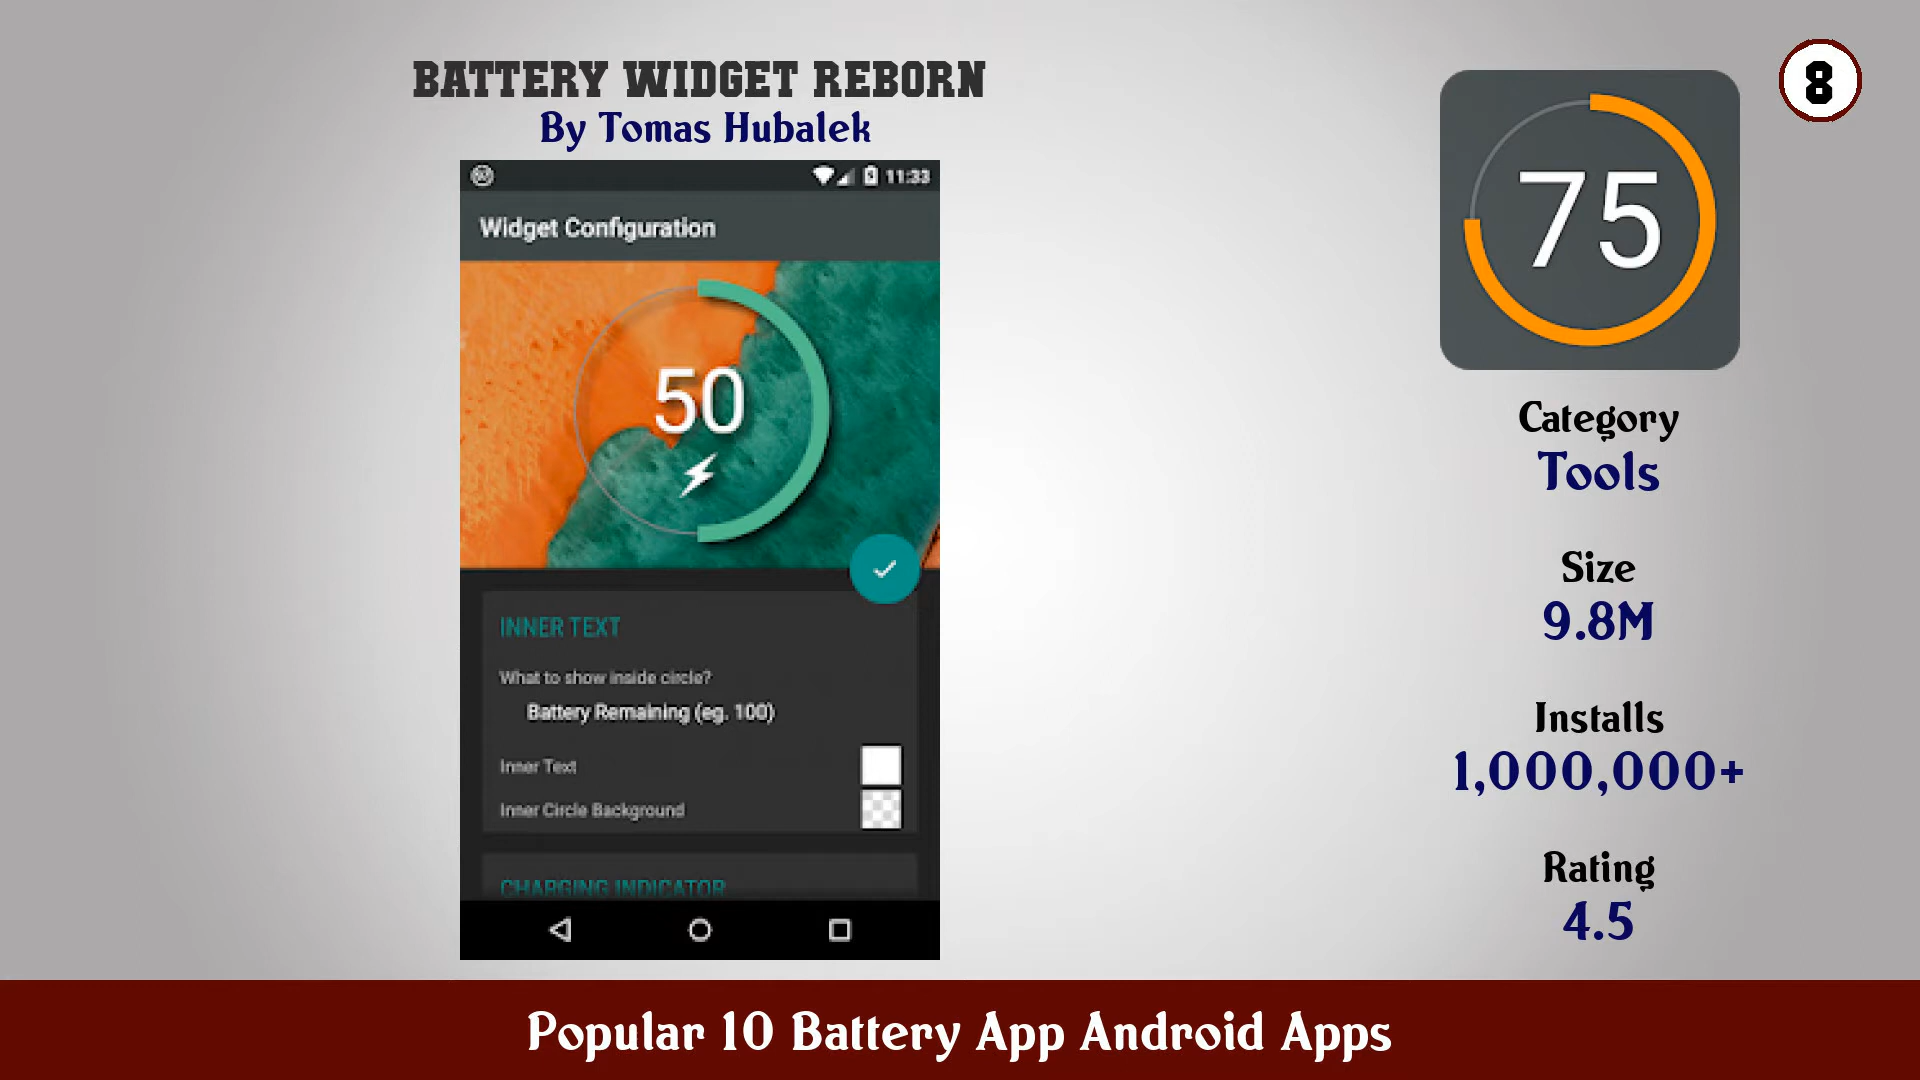 BATTERY WIDGET REBORN
By Tomas Hubalek
8
11:33
Widget Configuration
50
INNER TEXT
What to show inside circle?
Battery Remaining (eg. 100)
Inner Text
Inner Circle Background
CHARGING INDICATOR
75
Category
Tools
Size
9.8M
Installs
1,000,000+
Rating
4.5
Popular 10 Battery App Android Apps